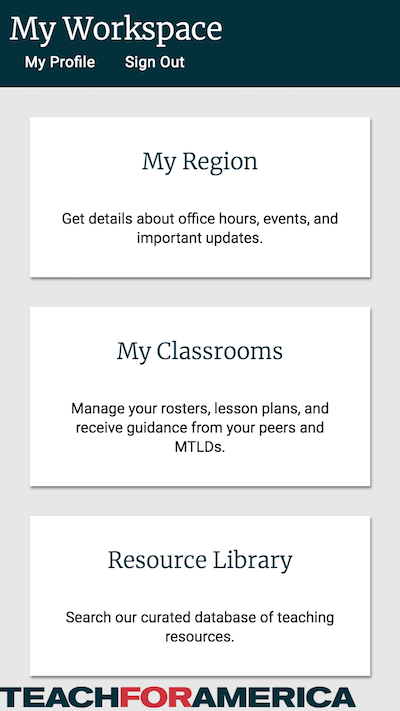 My Workspace
My Profile Sign Out
My Region
Get details about office hours, events, and
important updates.
My Classrooms
Manage your rosters, lesson plans, and
receive guidance from your peers and
MTLDs.
Resource Library
Search our curated database of teaching
resources.
TEACHFORAMERICA